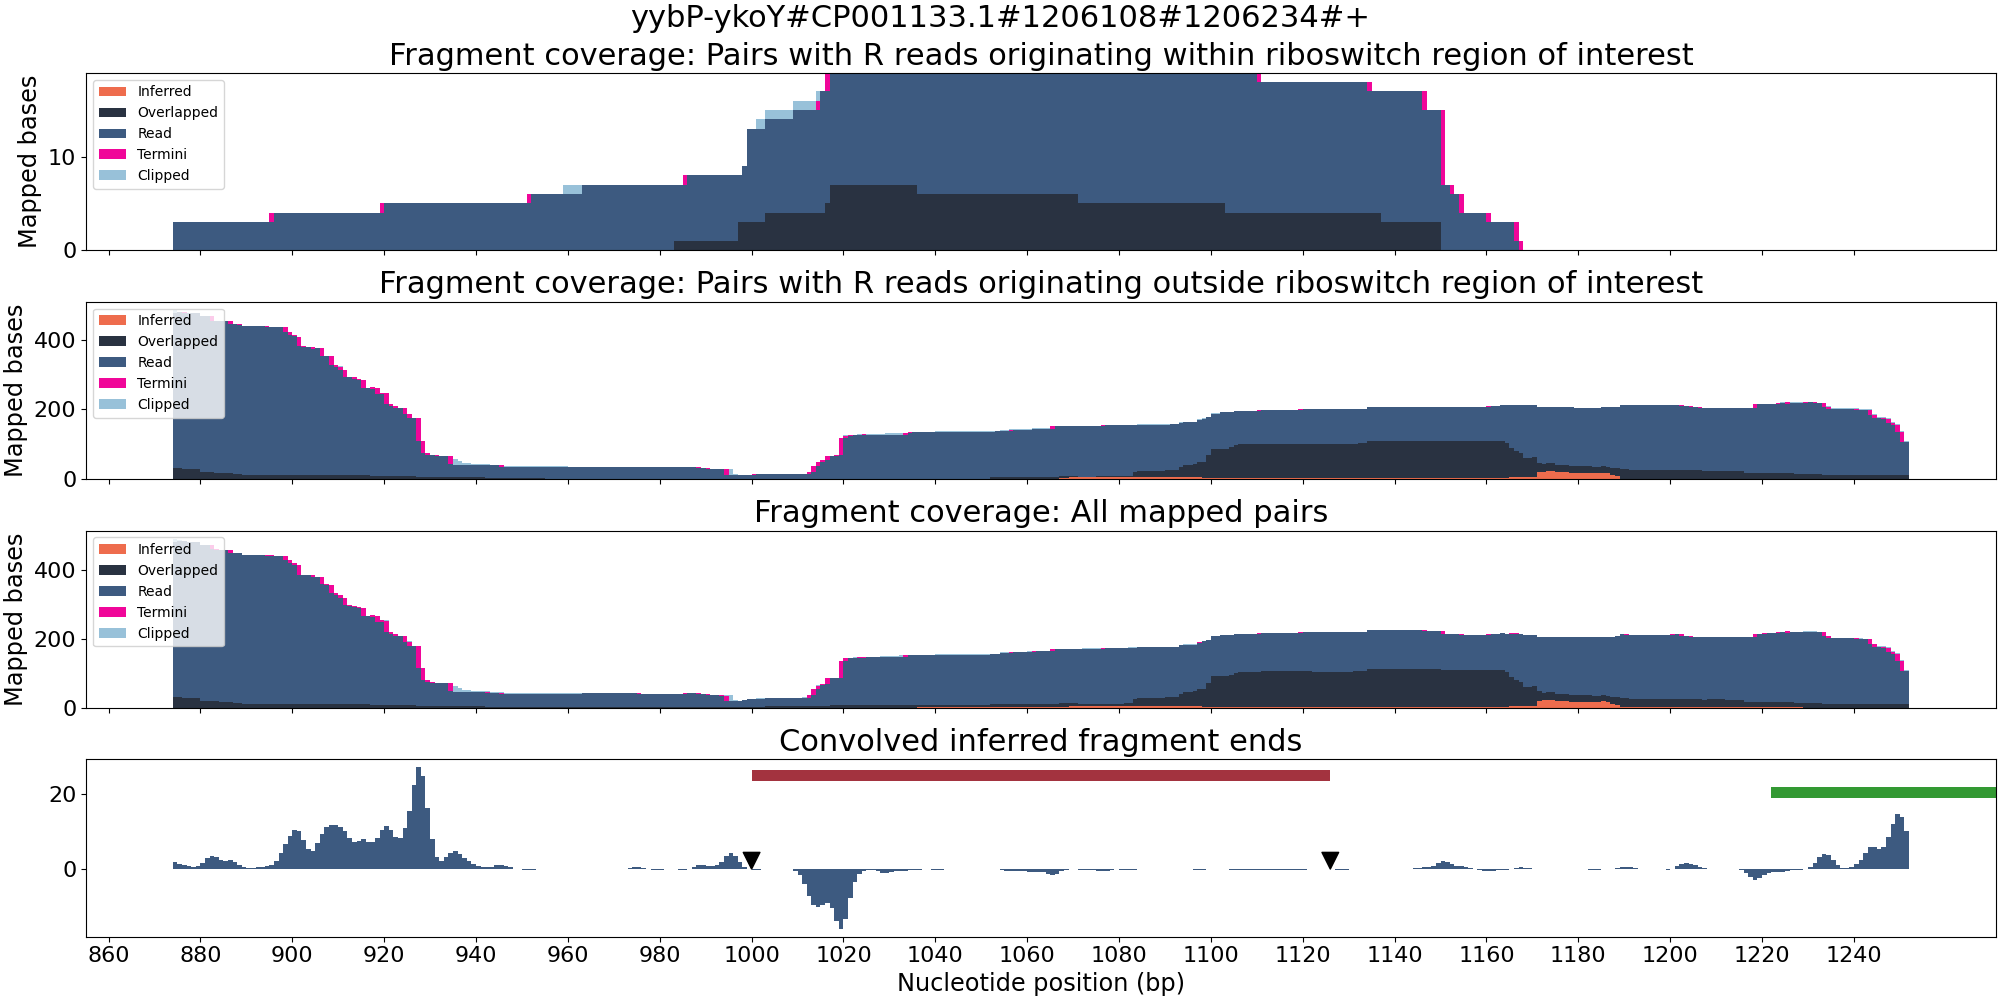 yybP-ykoY#CP001133.1#1206108#1206234#+
Fragment coverage: Pairs with R reads originating within riboswitch region of interest
Mapped bases
10
0
Inferred
Overlapped
Read
Termini
Clipped
Fragment coverage: Pairs with R reads originating outside riboswitch region of interest
Mapped bases
400
200
0
Inferred
Overlapped
Read
Termini
Clipped
Fragment coverage: All mapped pairs
Mapped bases
400
200
0
Inferred
Overlapped
Read
Termini
Clipped
Convolved inferred fragment ends
20
0
860 880 900 920 940 960 980 1000 1020 1040 1060 1080 1100 1120 1140 1160 1180 1200 1220 1240
Nucleotide position (bp)